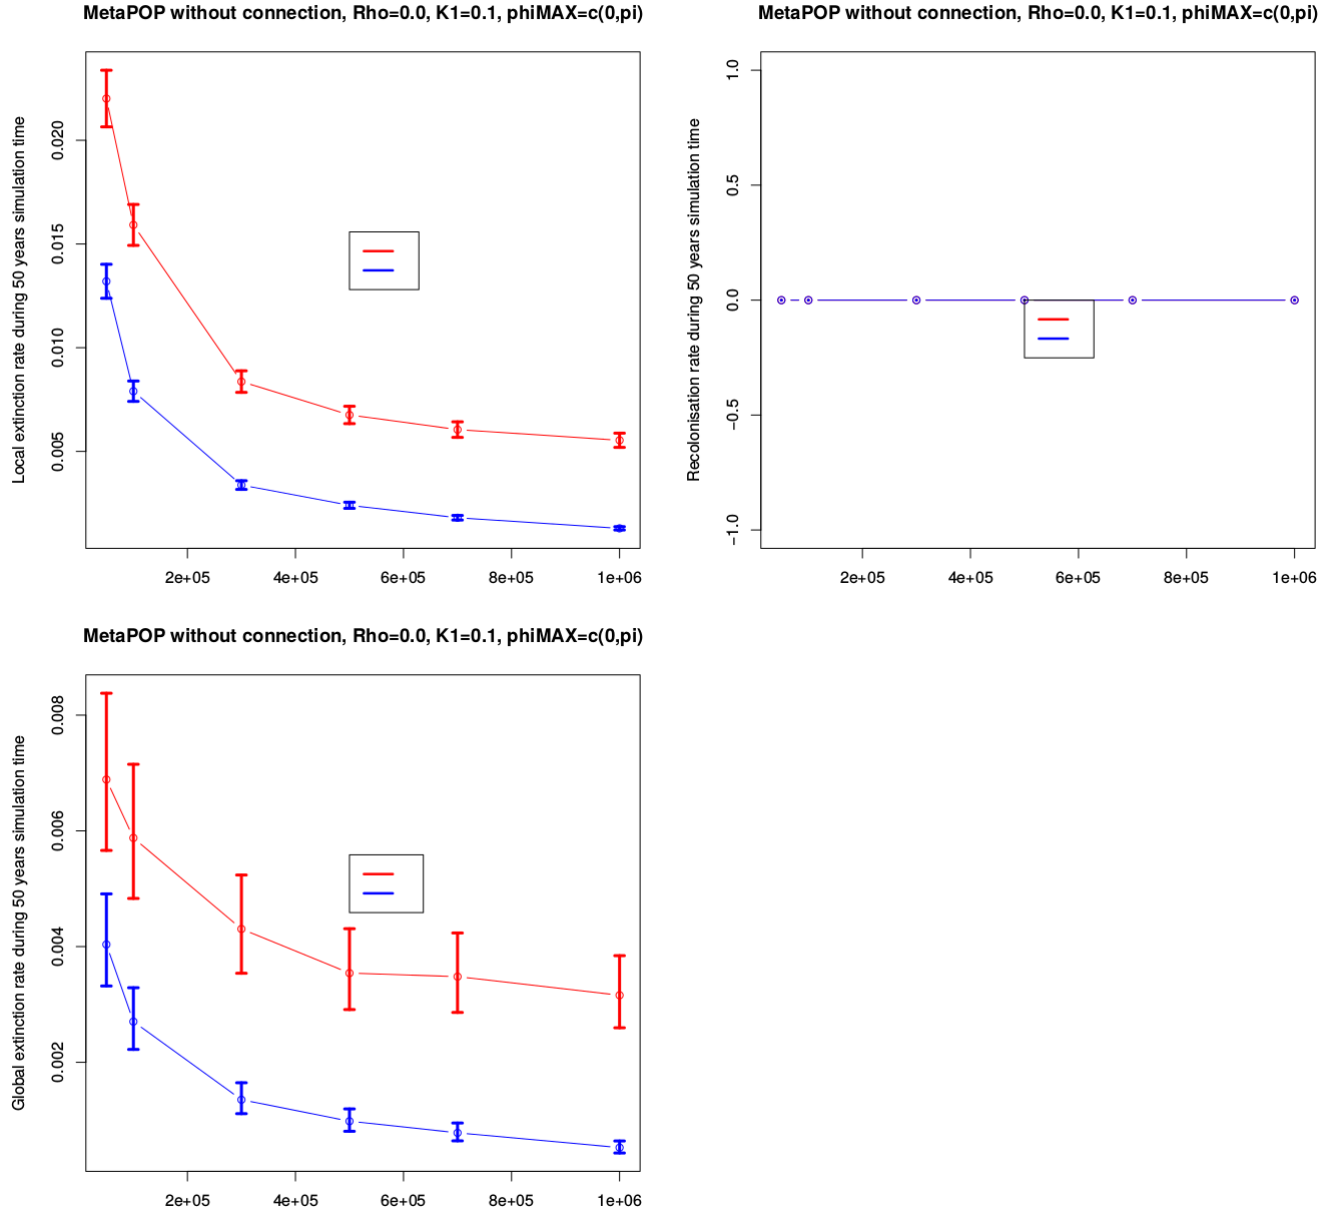 MetaPOP without connection, Rho=0.0, K1=0.1, phiMAX=c(0,pi)
Local extinction rate during 50 years simulation time
0.020
0.015
0.010
0.005
2e+05 4e+05 6e+05 8e+05 1e+06
MetaPOP without connection, Rho=0.0, K1=0.1, phiMAX=c(0,pi)
Recolonisation rate during 50 years simulation time
1.0
0.5
0.0
−0.5
−1.0
2e+05 4e+05 6e+05 8e+05 1e+06
MetaPOP without connection, Rho=0.0, K1=0.1, phiMAX=c(0,pi)
Global extinction rate during 50 years simulation time
0.008
0.006
0.004
0.002
2e+05 4e+05 6e+05 8e+05 1e+06